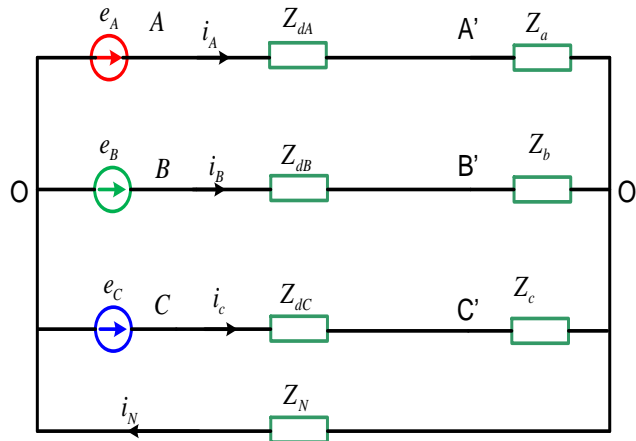 e_A A i_A Z_dA A' Z_a
e_B B i_B Z_dB B' Z_b
O O
e_C C i_c Z_dC C' Z_c
i_N Z_N